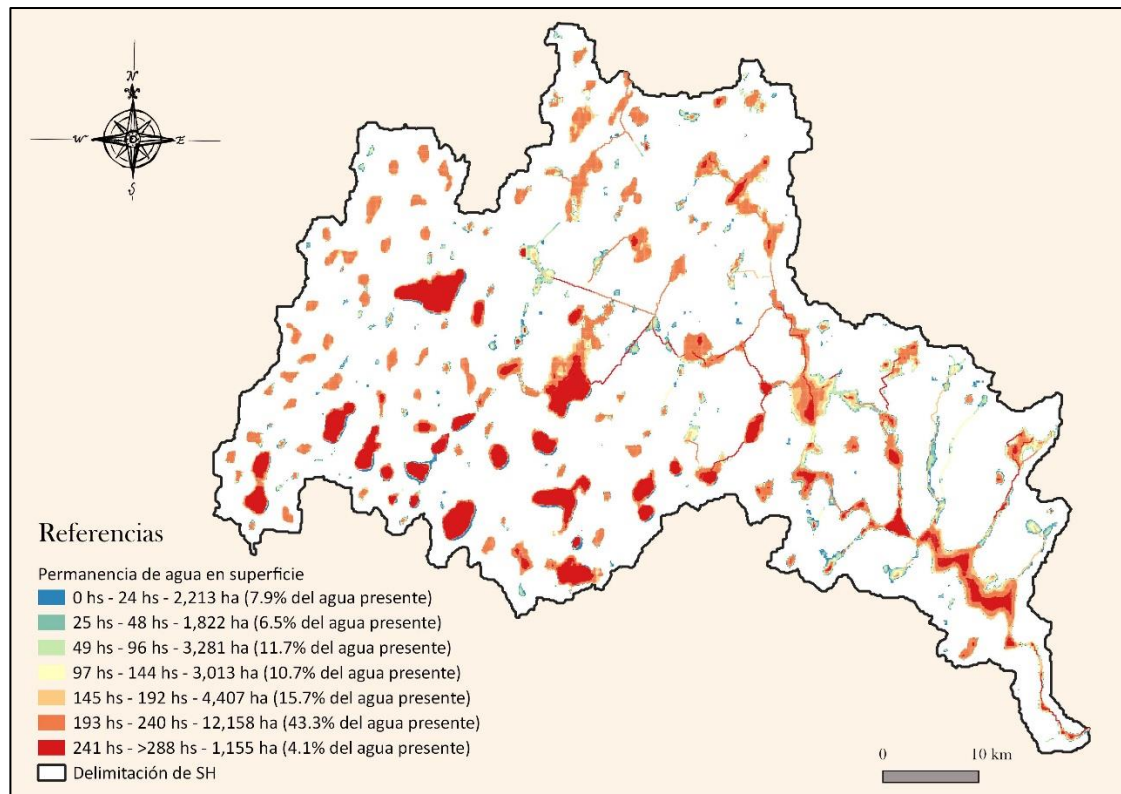 N
W
E
S
Referencias
Permanencia de agua en superficie
0 hs - 24 hs - 2,213 ha (7.9% del agua presente)
25 hs - 48 hs - 1,822 ha (6.5% del agua presente)
49 hs - 96 hs - 3,281 ha (11.7% del agua presente)
97 hs - 144 hs - 3,013 ha (10.7% del agua presente)
145 hs - 192 hs - 4,407 ha (15.7% del agua presente)
193 hs - 240 hs - 12,158 ha (43.3% del agua presente)
241 hs - >288 hs - 1,155 ha (4.1% del agua presente)
Delimitación de SH
0 10 km